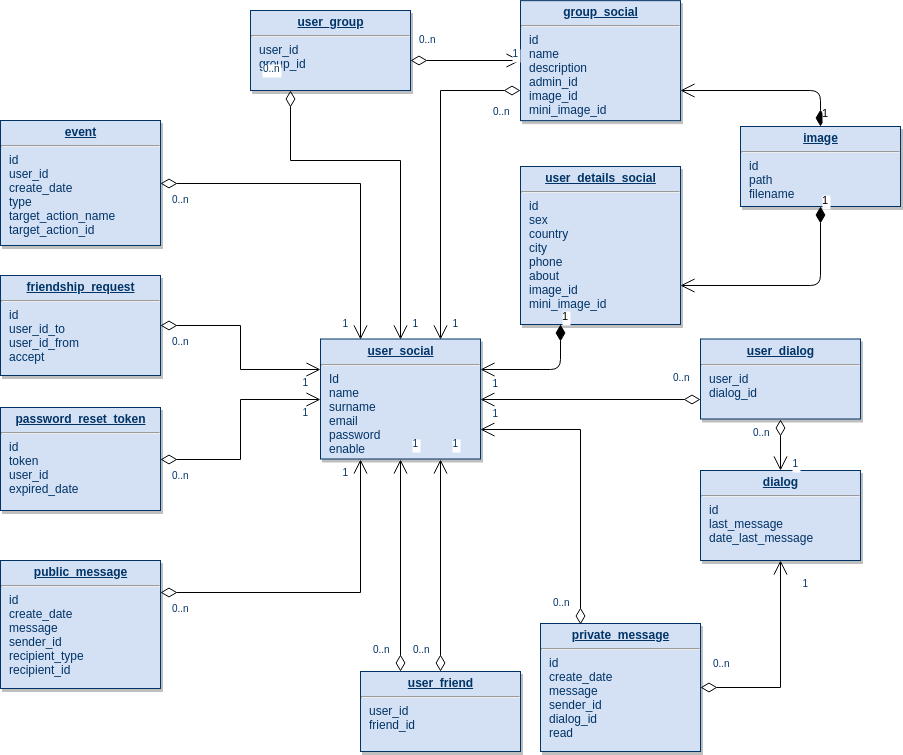 user_group
user_id
group_id
0..n
0..n
1
group_social
id
name
description
admin_id
image_id
mini_image_id
0..n
1
image
id
path
filename
1
event
id
user_id
create_date
type
target_action_name
target_action_id
0..n
user_details_social
id
sex
country
city
phone
about
image_id
mini_image_id
1
friendship_request
id
user_id_to
user_id_from
accept
0..n
1
1
1
1
user_social
Id
name
surname
email
password
enable
1
1
1
1
1
1
user_dialog
user_id
dialog_id
0..n
0..n
1
password_reset_token
id
token
user_id
expired_date
0..n
dialog
id
last_message
date_last_message
1
public_message
id
create_date
message
sender_id
recipient_type
recipient_id
0..n
0..n
0..n
user_friend
user_id
friend_id
0..n
private_message
id
create_date
message
sender_id
dialog_id
read
0..n